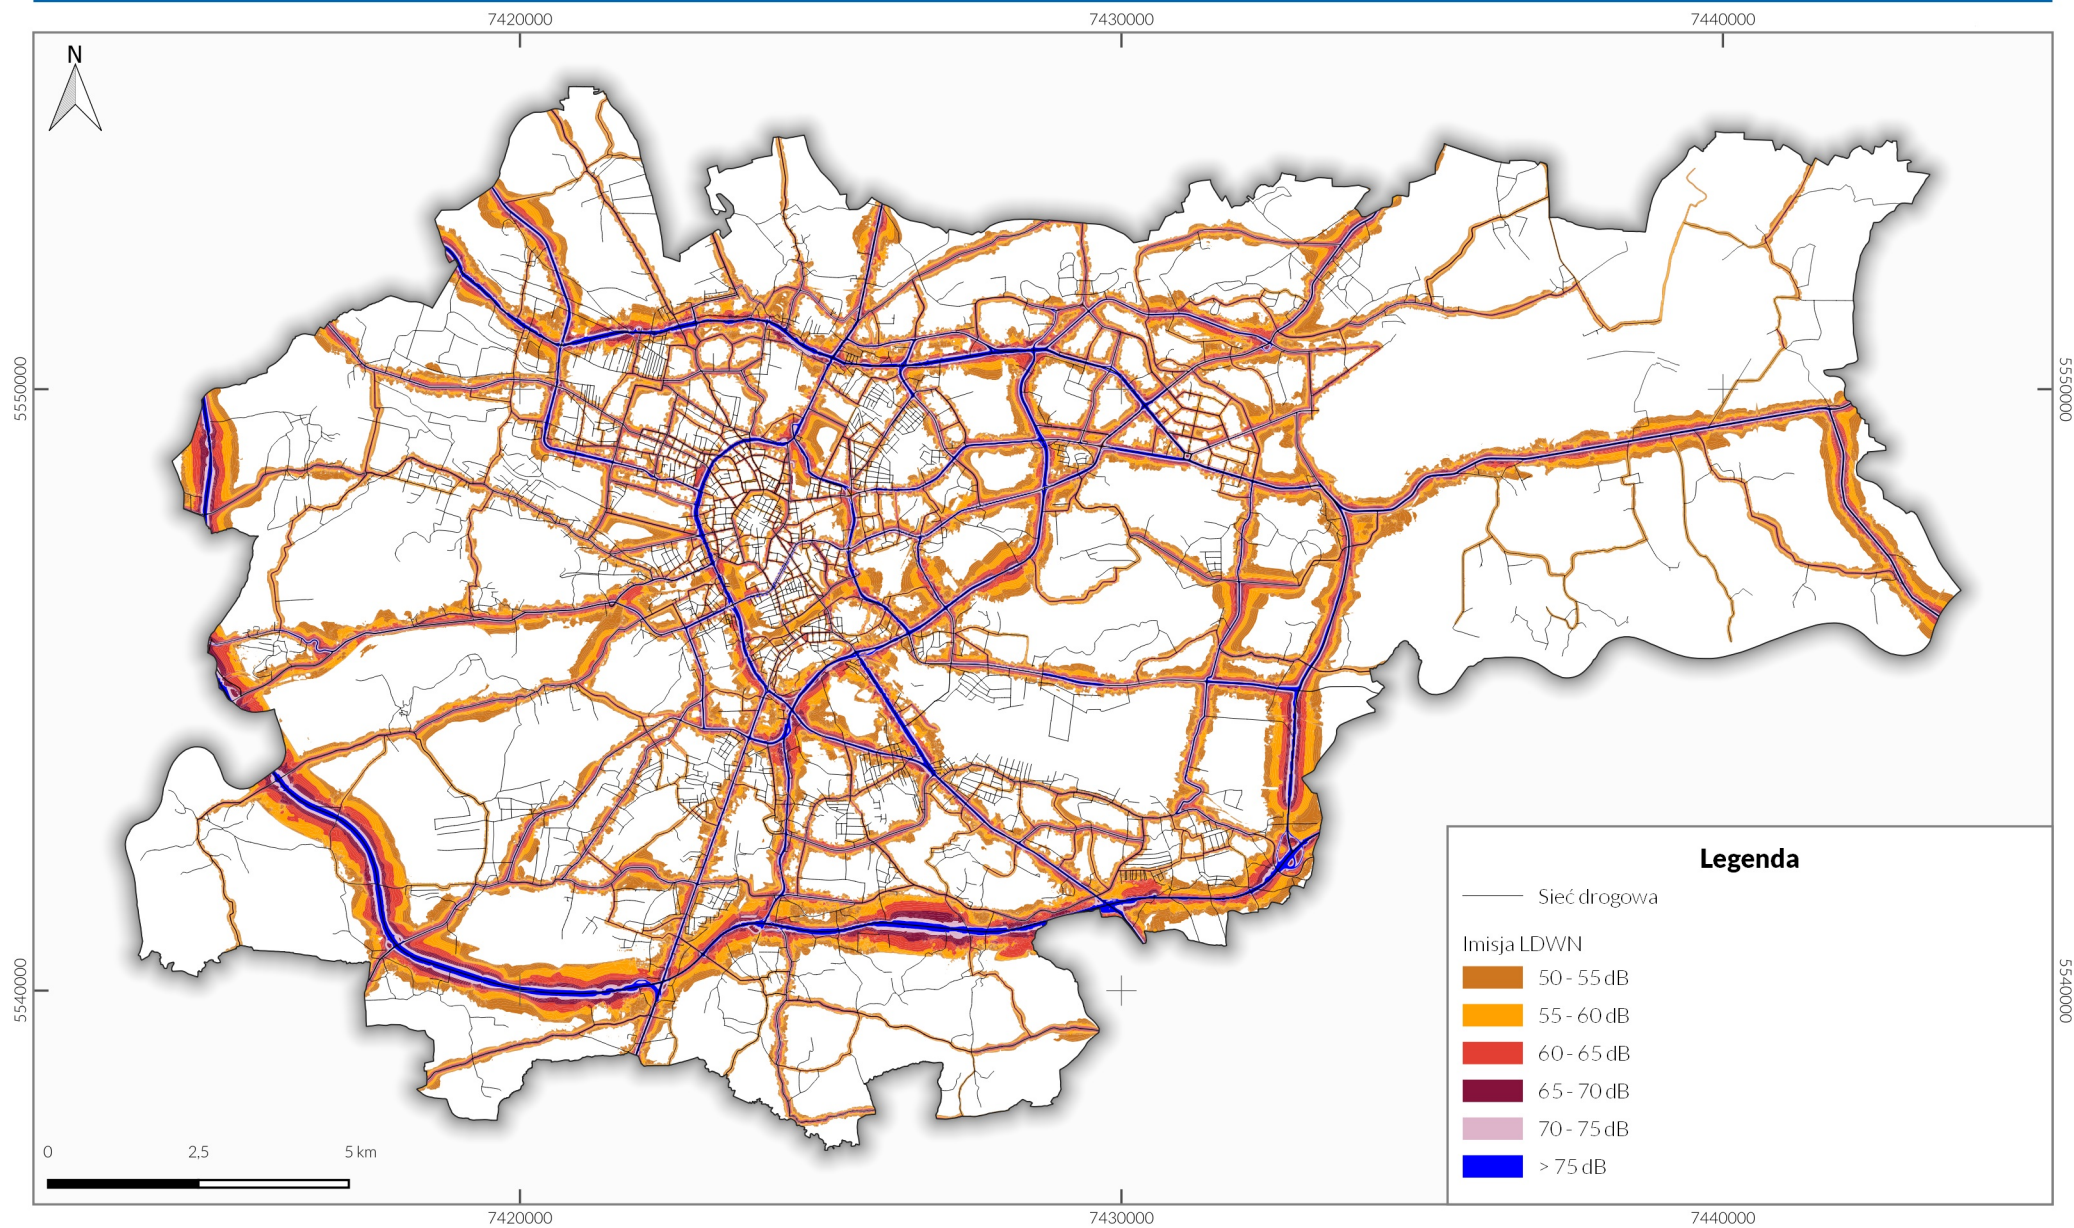 7420000 7430000 7440000
N
5550000 5550000
5540000 5540000
Legenda
Sieć drogowa
Imisja LDWN
50 - 55 dB
55 - 60 dB
60 - 65 dB
65 - 70 dB
70 - 75 dB
> 75 dB
0 2,5 5 km
7420000 7430000 7440000